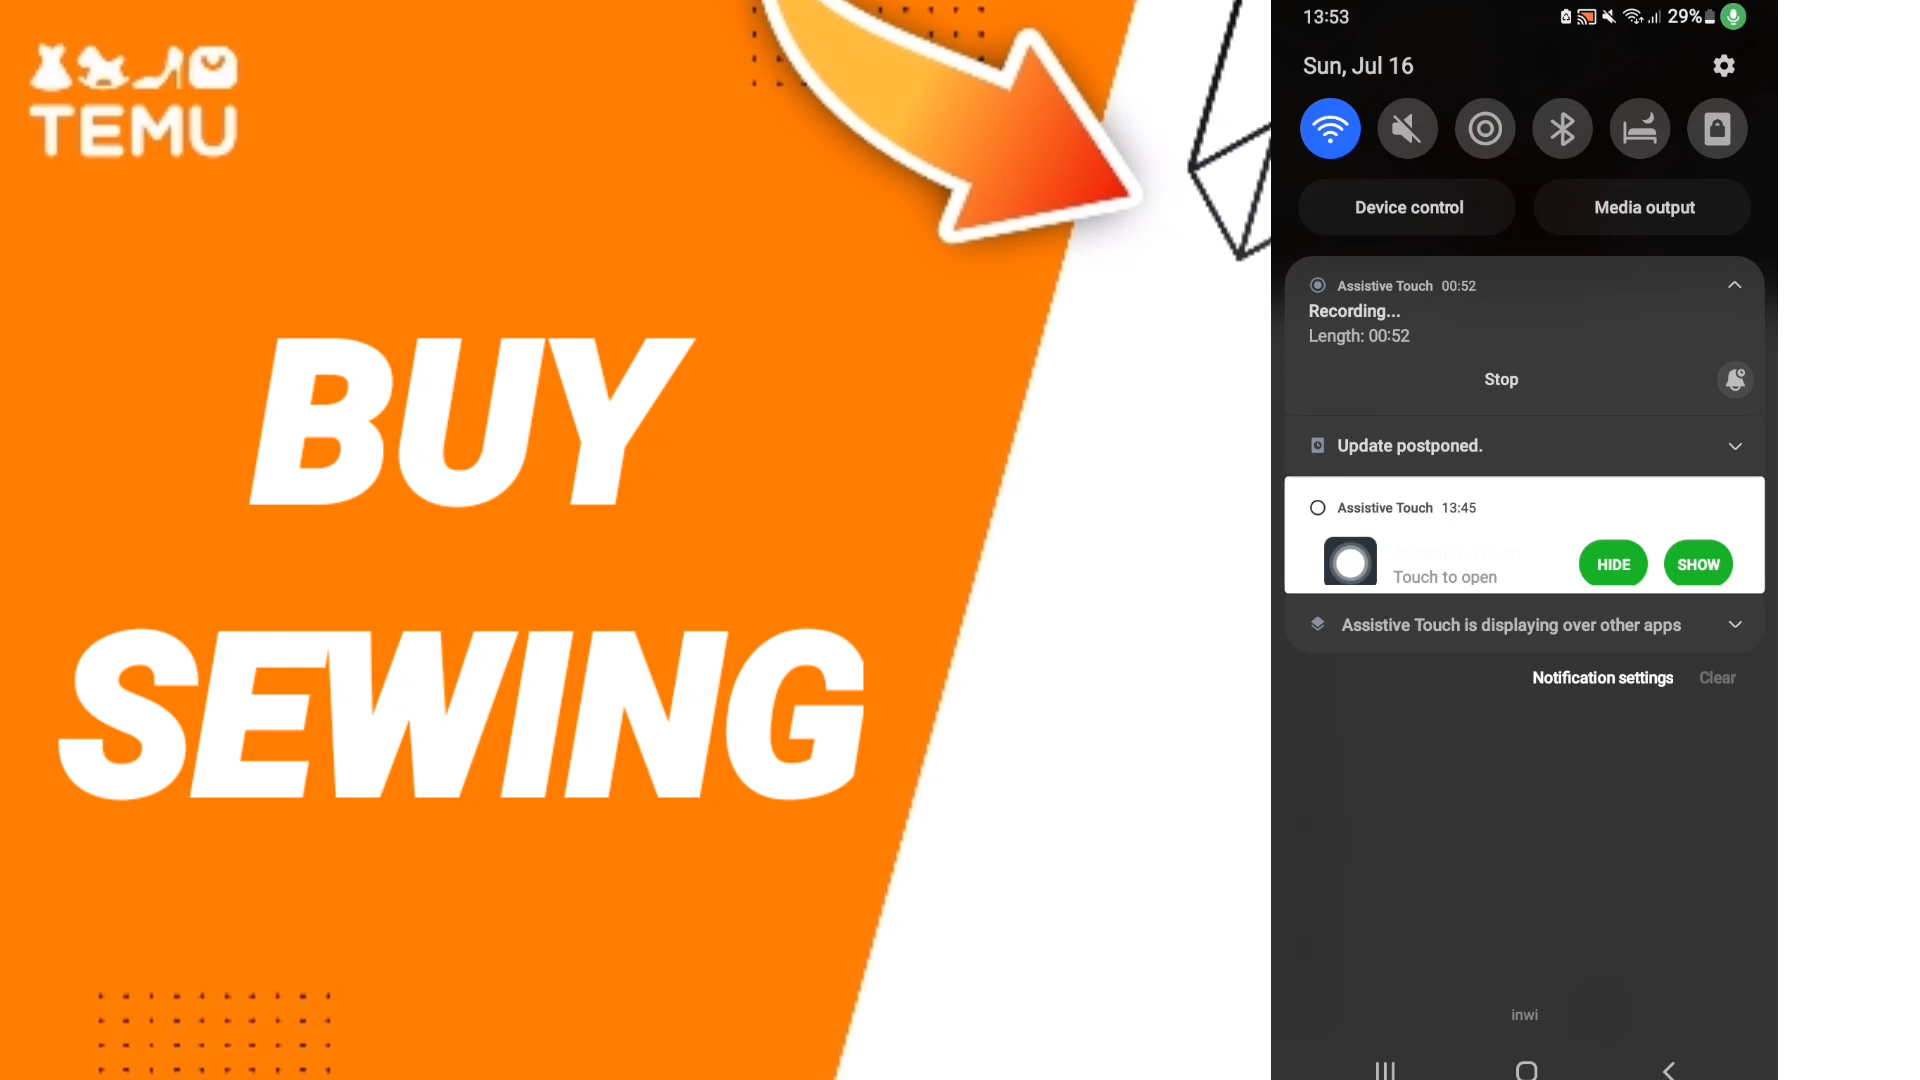 TEMU
BUY
SEWING
13:53
29%
Sun, Jul 16
Device control
Media output
Assistive Touch 00:52
Recording...
Length: 00:52
Stop
Update postponed.
Assistive Touch 13:45
Touch to open
HIDE
SHOW
Assistive Touch is displaying over other apps
Notification settings
Clear
inwi